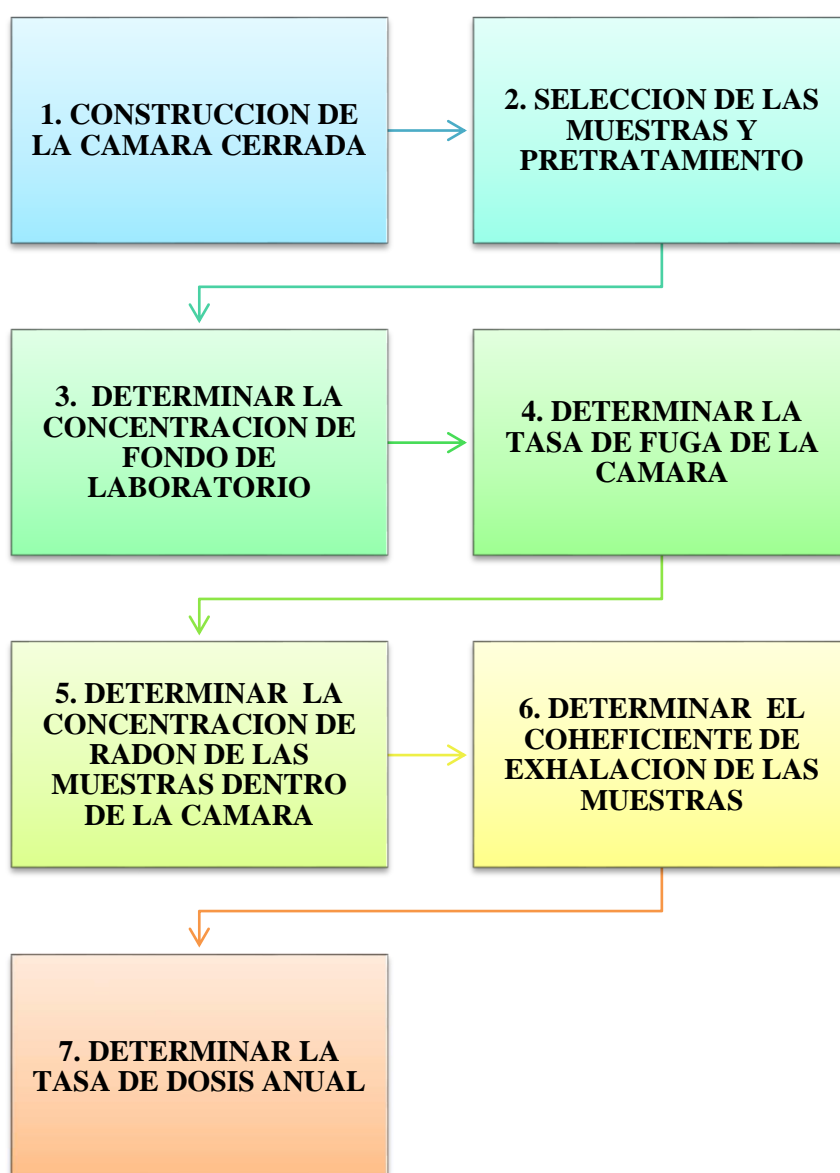 1. CONSTRUCCION DE
LA CAMARA CERRADA
2. SELECCION DE LAS
MUESTRAS Y
PRETRATAMIENTO
3. DETERMINAR LA
CONCENTRACION DE
FONDO DE
LABORATORIO
4. DETERMINAR LA
TASA DE FUGA DE LA
CAMARA
5. DETERMINAR LA
CONCENTRACION DE
RADON DE LAS
MUESTRAS DENTRO
DE LA CAMARA
6. DETERMINAR EL
COHEFICIENTE DE
EXHALACION DE LAS
MUESTRAS
7. DETERMINAR LA
TASA DE DOSIS ANUAL